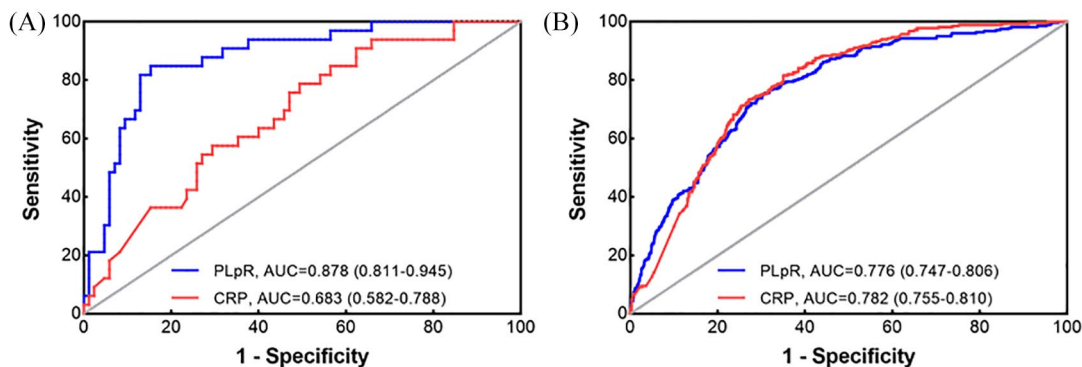 (A)
100
80
60
40
20
0
Sensitivity
PLpR, AUC=0.878 (0.811-0.945)
CRP, AUC=0.683 (0.582-0.788)
0 20 40 60 80 100
1 - Specificity
(B)
100
80
60
40
20
0
Sensitivity
PLpR, AUC=0.776 (0.747-0.806)
CRP, AUC=0.782 (0.755-0.810)
0 20 40 60 80 100
1 - Specificity